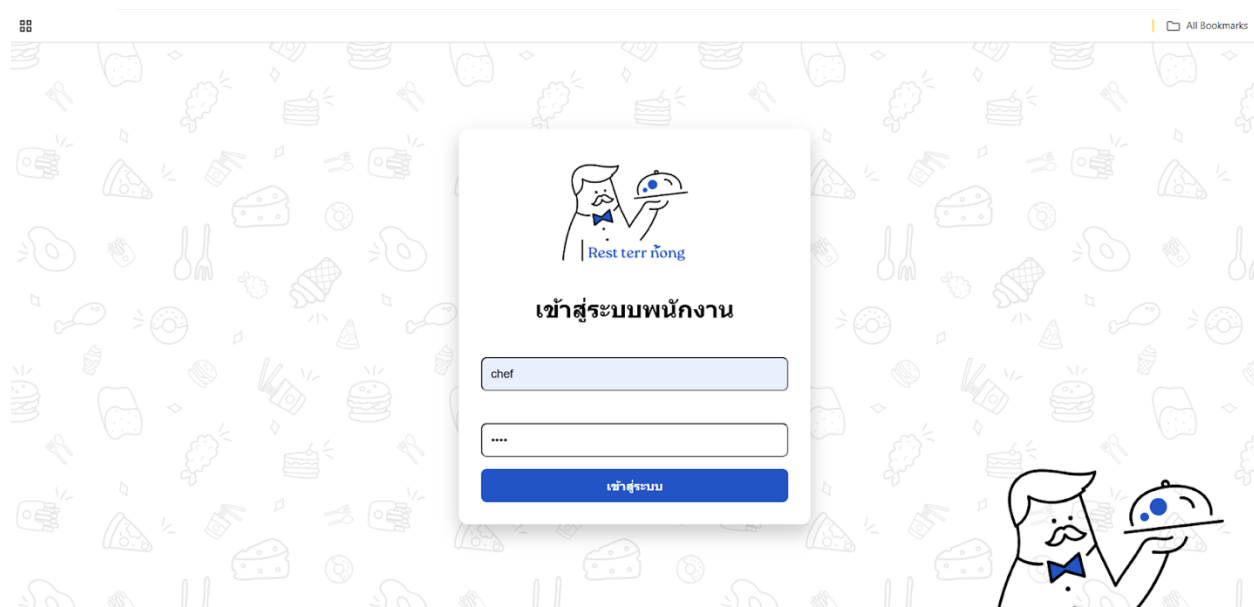 All Bookmarks
Rest terr nong
เข้าสู่ระบบพนักงาน
chef
••••
เข้าสู่ระบบ